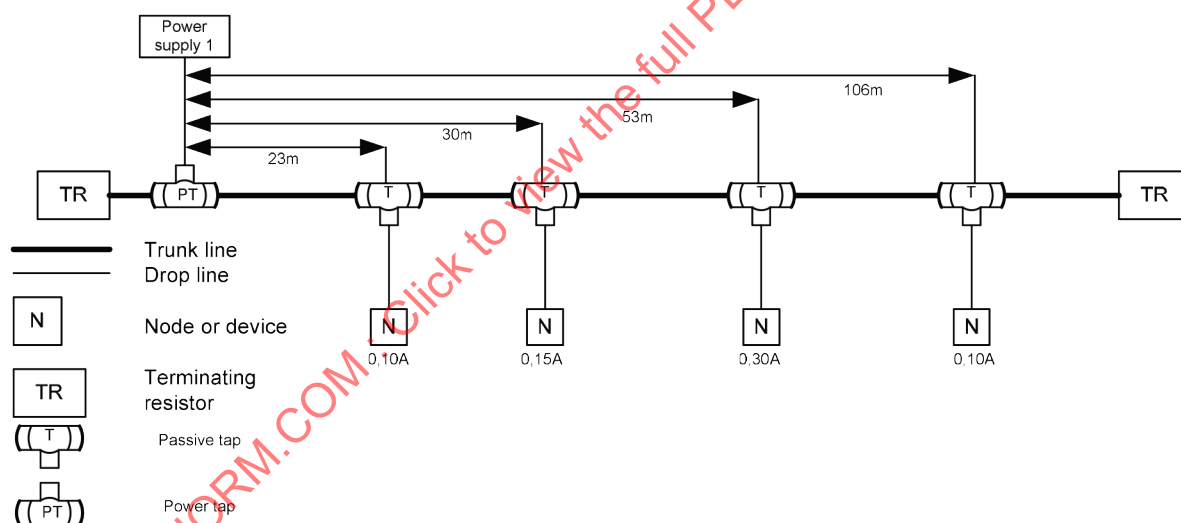 Power
supply 1
106m
53m
30m
23m
TR
PT
T
T
T
T
TR
Trunk line
Drop line
N
Node or device
N
N
N
N
0,10A
0,15A
0,30A
0,10A
TR
Terminating
resistor
T
Passive tap
PT
Power tap
NORM.COM : Click to view the full